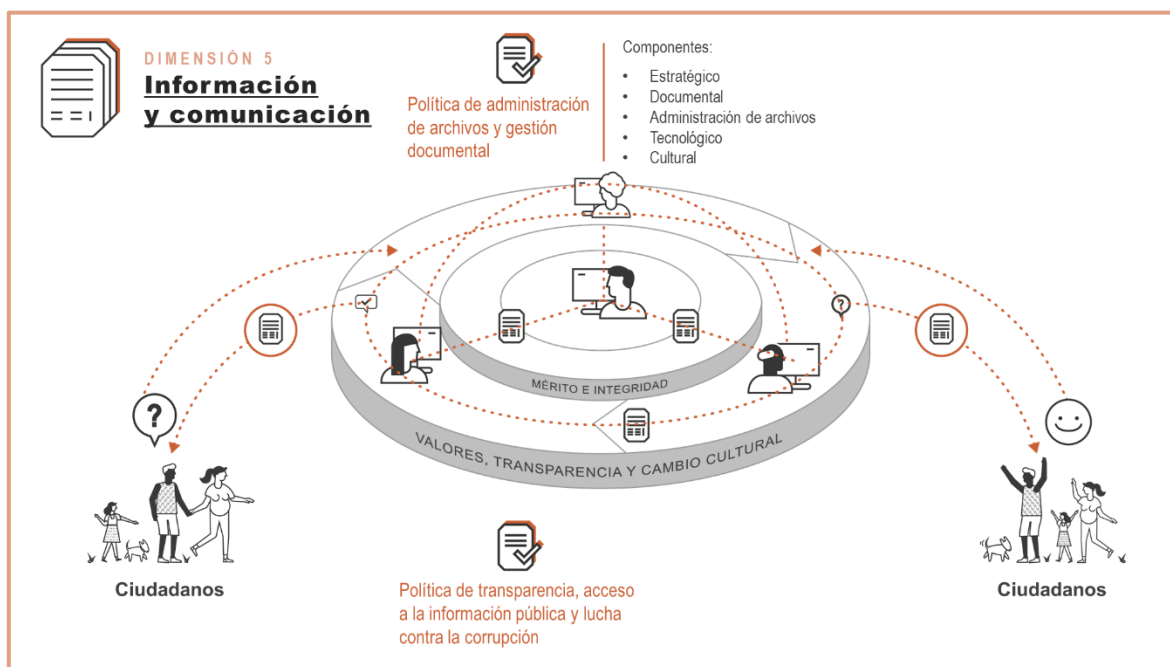 DIMENSIÓN 5
Información
y comunicación
Política de administración
de archivos y gestión
documental
Componentes:
• Estratégico
• Documental
• Administración de archivos
• Tecnológico
• Cultural
?
?
MÉRITO E INTEGRIDAD
VALORES, TRANSPARENCIA Y CAMBIO CULTURAL
Ciudadanos
Ciudadanos
Política de transparencia, acceso
a la información pública y lucha
contra la corrupción